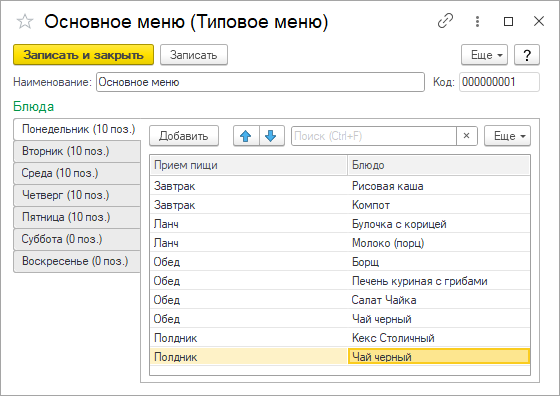 Основное меню (Типовое меню)
Записать и закрыть Записать Еще ?
Наименование: Основное меню Код: 000000001
Блюда
Понедельник (10 поз.)
Вторник (10 поз.)
Среда (10 поз.)
Четверг (10 поз.)
Пятница (10 поз.)
Суббота (0 поз.)
Воскресенье (0 поз.)
Добавить Поиск (Ctrl+F) × Еще
Прием пищи Блюдо
Завтрак Рисовая каша
Завтрак Компот
Ланч Булочка с корицей
Ланч Молоко (порц)
Обед Борщ
Обед Печень куриная с грибами
Обед Салат Чайка
Обед Чай черный
Полдник Кекс Столичный
Полдник Чай черный